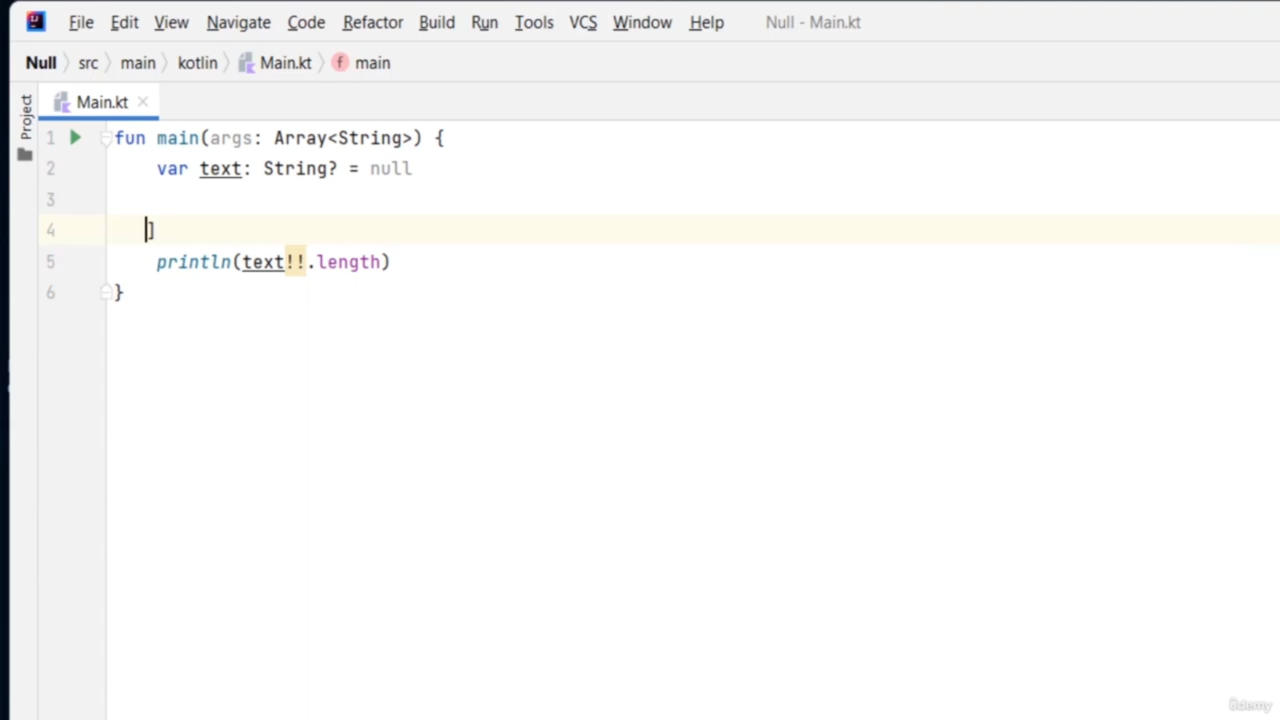 File Edit View Navigate Code Refactor Build Run Tools VCS Window Help Null - Main.kt
Null src main kotlin Main.kt f main
Project
Main.kt
1 fun main(args: Array<String>) {
2 var text: String? = null
3
4 ]
5 println(text!!.length)
6 }
ûdemy